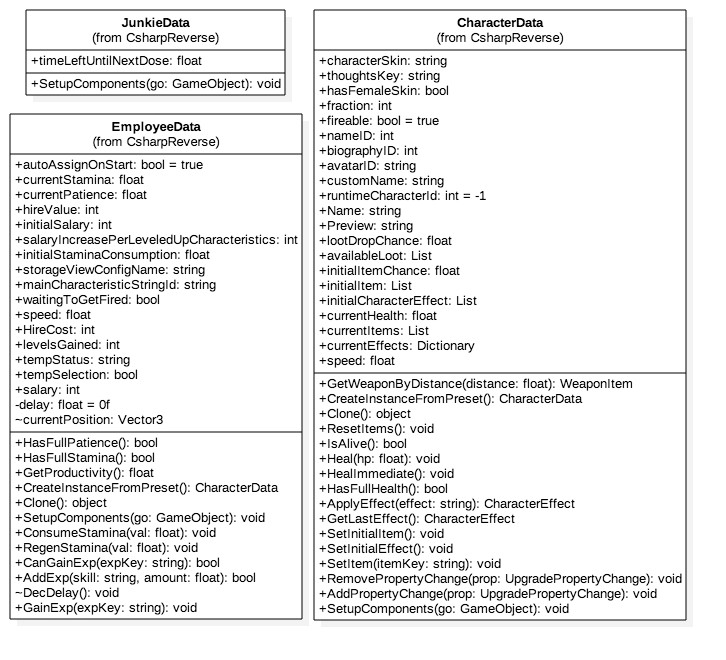 JunkieData
(from CsharpReverse)
+timeLeftUntilNextDose: float
+SetupComponents(go: GameObject): void
EmployeeData
(from CsharpReverse)
+autoAssignOnStart: bool = true
+currentStamina: float
+currentPatience: float
+hireValue: int
+initialSalary: int
+salaryIncreasePerLeveledUpCharacteristics: int
+initialStaminaConsumption: float
+storageViewConfigName: string
+mainCharacteristicStringId: string
+waitingToGetFired: bool
+speed: float
+HireCost: int
+levelsGained: int
+tempStatus: string
+tempSelection: bool
+salary: int
-delay: float = 0f
~currentPosition: Vector3
+HasFullPatience(): bool
+HasFullStamina(): bool
+GetProductivity(): float
+CreateInstanceFromPreset(): CharacterData
+Clone(): object
+SetupComponents(go: GameObject): void
+ConsumeStamina(val: float): void
+RegenStamina(val: float): void
+CanGainExp(expKey: string): bool
+AddExp(skill: string, amount: float): bool
~DecDelay(): void
+GainExp(expKey: string): void
CharacterData
(from CsharpReverse)
+characterSkin: string
+thoughtsKey: string
+hasFemaleSkin: bool
+fraction: int
+fireable: bool = true
+nameID: int
+biographyID: int
+avatarID: string
+customName: string
+runtimeCharacterId: int = -1
+Name: string
+Preview: string
+lootDropChance: float
+availableLoot: List
+initialItemChance: float
+initialItem: List
+initialCharacterEffect: List
+currentHealth: float
+currentItems: List
+currentEffects: Dictionary
+speed: float
+GetWeaponByDistance(distance: float): WeaponItem
+CreateInstanceFromPreset(): CharacterData
+Clone(): object
+ResetItems(): void
+IsAlive(): bool
+Heal(hp: float): void
+HealImmediate(): void
+HasFullHealth(): bool
+ApplyEffect(effect: string): CharacterEffect
+GetLastEffect(): CharacterEffect
+SetInitialItem(): void
+SetInitialEffect(): void
+SetItem(itemKey: string): void
+RemovePropertyChange(prop: UpgradePropertyChange): void
+AddPropertyChange(prop: UpgradePropertyChange): void
+SetupComponents(go: GameObject): void